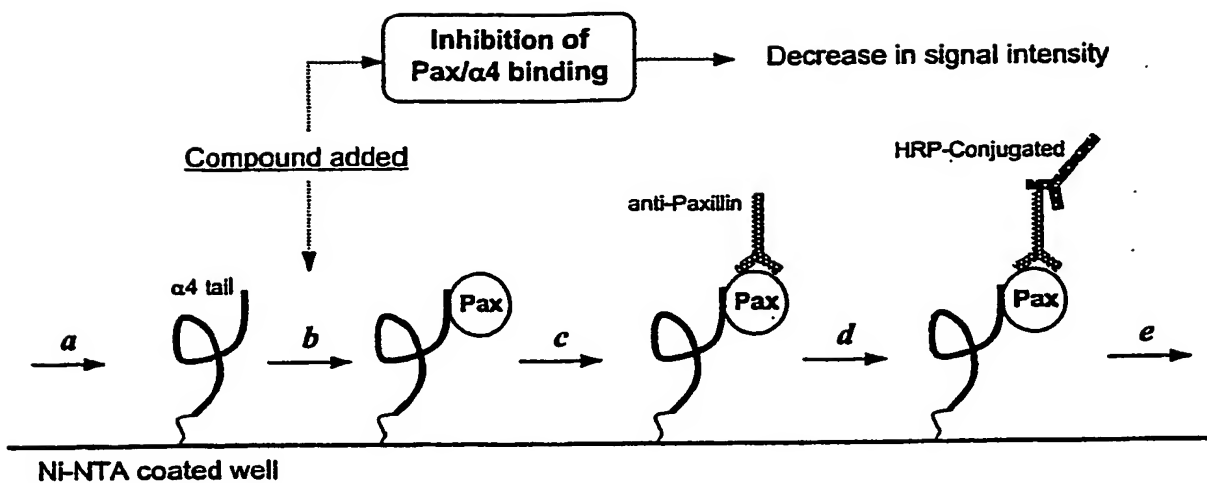 Inhibition of
Pax/α4 binding
Decrease in signal intensity
Compound added
HRP-Conjugated
anti-Paxillin
α4 tail
Pax
Pax
Pax
a
b
c
d
e
Ni-NTA coated well